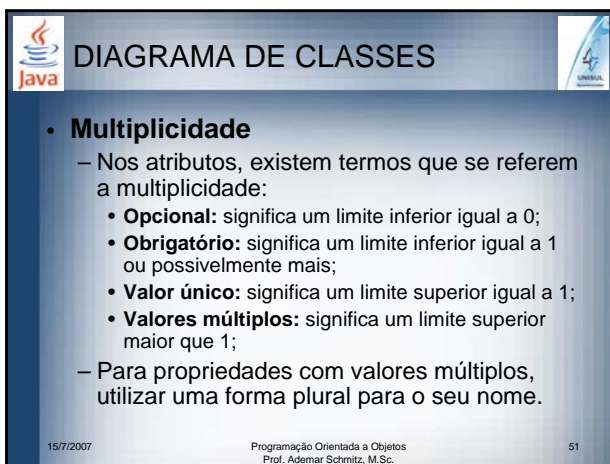 DIAGRAMA DE CLASSES
Java
UNISUL
• Multiplicidade
– Nos atributos, existem termos que se referem
a multiplicidade:
• Opcional: significa um limite inferior igual a 0;
• Obrigatório: significa um limite inferior igual a 1
ou possivelmente mais;
• Valor único: significa um limite superior igual a 1;
• Valores múltiplos: significa um limite superior
maior que 1;
– Para propriedades com valores múltiplos,
utilizar uma forma plural para o seu nome.
15/7/2007
Programação Orientada a Objetos
Prof. Ademar Schmitz, M.Sc.
51